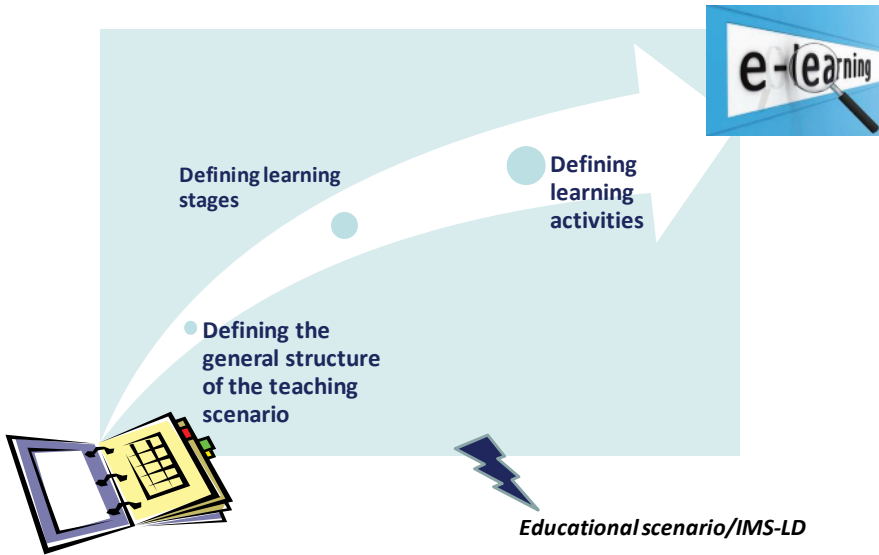 e-learning
Defining learning
stages
Defining
learning
activities
Defining the
general structure
of the teaching
scenario
Educational scenario/IMS-LD